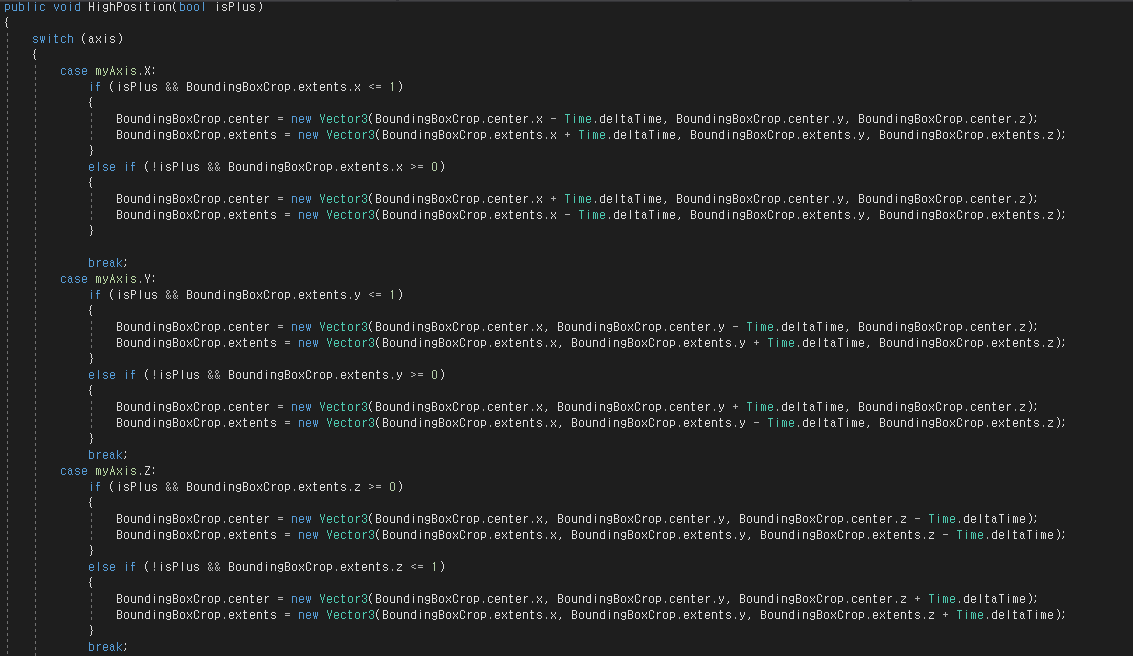 public void HighPosition(bool isPlus)
{
switch (axis)
{
case myAxis.X:
if (isPlus && BoundingBoxCrop.extents.x <= 1)
{
BoundingBoxCrop.center = new Vector3(BoundingBoxCrop.center.x - Time.deltaTime, BoundingBoxCrop.center.y, BoundingBoxCrop.center.z);
BoundingBoxCrop.extents = new Vector3(BoundingBoxCrop.extents.x + Time.deltaTime, BoundingBoxCrop.extents.y, BoundingBoxCrop.extents.z);
}
else if (!isPlus && BoundingBoxCrop.extents.x >= 0)
{
BoundingBoxCrop.center = new Vector3(BoundingBoxCrop.center.x + Time.deltaTime, BoundingBoxCrop.center.y, BoundingBoxCrop.center.z);
BoundingBoxCrop.extents = new Vector3(BoundingBoxCrop.extents.x - Time.deltaTime, BoundingBoxCrop.extents.y, BoundingBoxCrop.extents.z);
}
break;
case myAxis.Y:
if (isPlus && BoundingBoxCrop.extents.y <= 1)
{
BoundingBoxCrop.center = new Vector3(BoundingBoxCrop.center.x, BoundingBoxCrop.center.y - Time.deltaTime, BoundingBoxCrop.center.z);
BoundingBoxCrop.extents = new Vector3(BoundingBoxCrop.extents.x, BoundingBoxCrop.extents.y + Time.deltaTime, BoundingBoxCrop.extents.z);
}
else if (!isPlus && BoundingBoxCrop.extents.y >= 0)
{
BoundingBoxCrop.center = new Vector3(BoundingBoxCrop.center.x, BoundingBoxCrop.center.y + Time.deltaTime, BoundingBoxCrop.center.z);
BoundingBoxCrop.extents = new Vector3(BoundingBoxCrop.extents.x, BoundingBoxCrop.extents.y - Time.deltaTime, BoundingBoxCrop.extents.z);
}
break;
case myAxis.Z:
if (isPlus && BoundingBoxCrop.extents.z >= 0)
{
BoundingBoxCrop.center = new Vector3(BoundingBoxCrop.center.x, BoundingBoxCrop.center.y, BoundingBoxCrop.center.z - Time.deltaTime);
BoundingBoxCrop.extents = new Vector3(BoundingBoxCrop.extents.x, BoundingBoxCrop.extents.y, BoundingBoxCrop.extents.z - Time.deltaTime);
}
else if (!isPlus && BoundingBoxCrop.extents.z <= 1)
{
BoundingBoxCrop.center = new Vector3(BoundingBoxCrop.center.x, BoundingBoxCrop.center.y, BoundingBoxCrop.center.z + Time.deltaTime);
BoundingBoxCrop.extents = new Vector3(BoundingBoxCrop.extents.x, BoundingBoxCrop.extents.y, BoundingBoxCrop.extents.z + Time.deltaTime);
}
break;